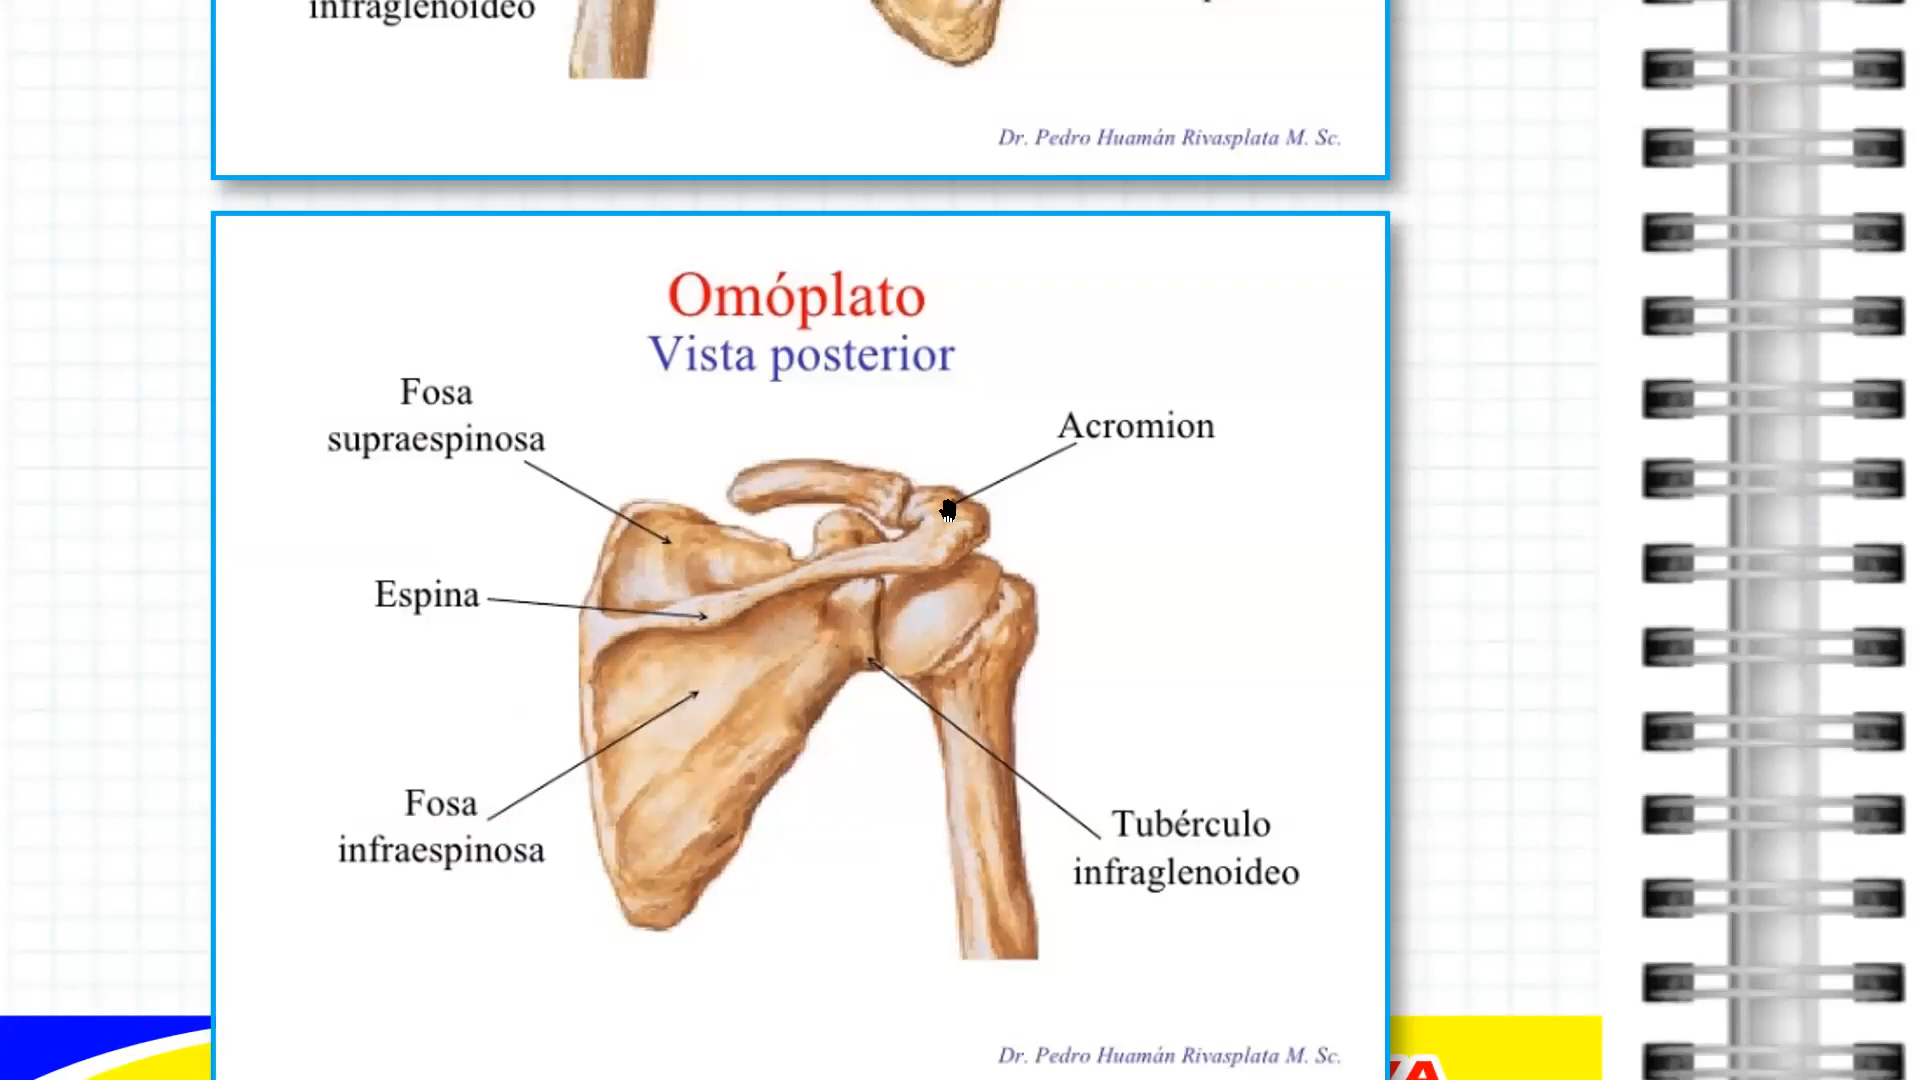 infraglenoideo
Dr. Pedro Huamán Rivasplata M. Sc.
Omóplato
Vista posterior
Fosa
supraespinosa
Acromion
Espina
Fosa
infraespinosa
Tubérculo
infraglenoideo
Dr. Pedro Huamán Rivasplata M. Sc.